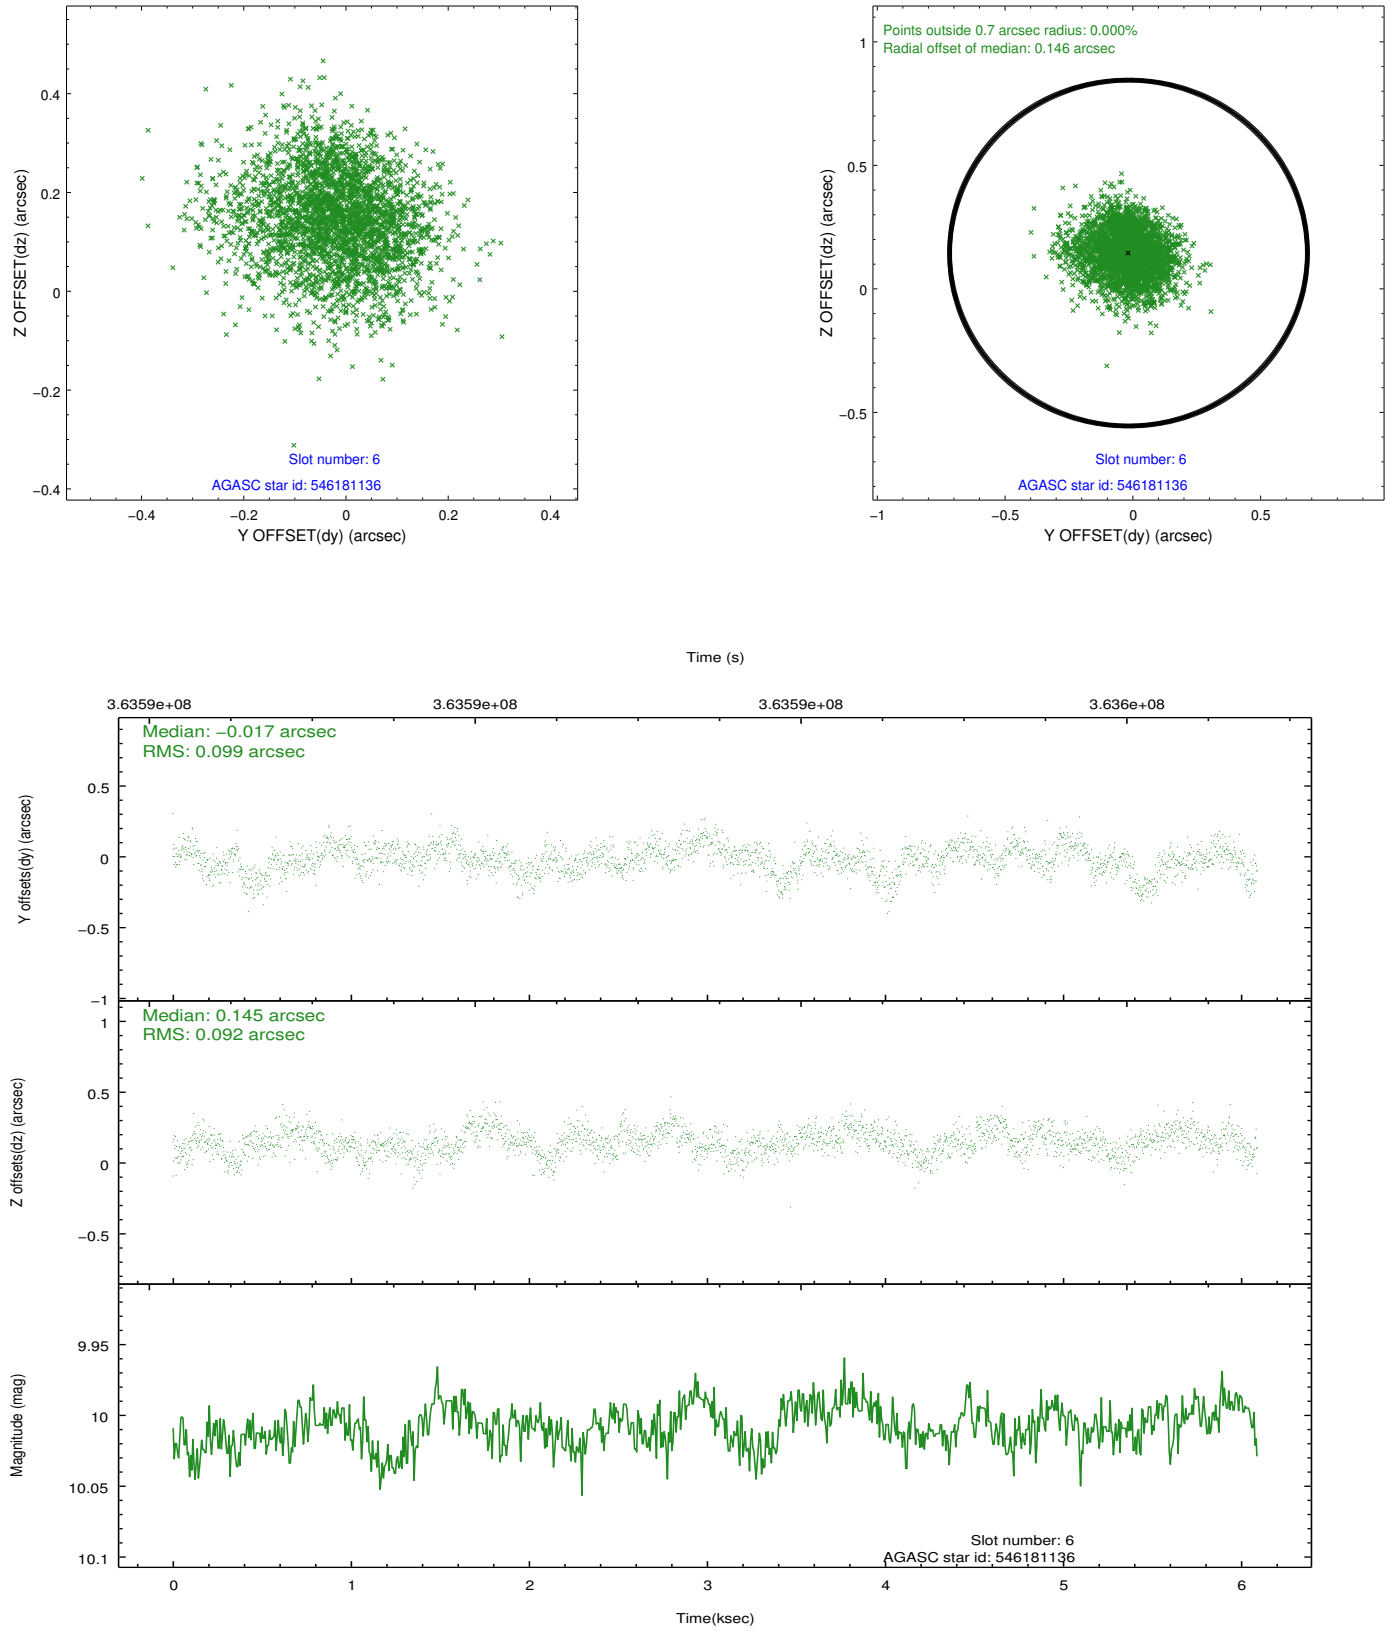 0.4
0.2
0
−0.2
−0.4
Z OFFSET(dz) (arcsec)
Slot number: 6
AGASC star id: 546181136
−0.4
−0.2
0
0.2
0.4
Y OFFSET(dy) (arcsec)
Points outside 0.7 arcsec radius: 0.000%
Radial offset of median: 0.146 arcsec
1
0.5
0
−0.5
Z OFFSET(dz) (arcsec)
Slot number: 6
AGASC star id: 546181136
−1
−0.5
0
0.5
Y OFFSET(dy) (arcsec)
Time (s)
3.6359e+08
3.6359e+08
3.6359e+08
3.636e+08
Median: −0.017 arcsec
RMS: 0.099 arcsec
0.5
0
−0.5
−1
Y offsets(dy) (arcsec)
Median: 0.145 arcsec
RMS: 0.092 arcsec
1
0.5
0
−0.5
Z offsets(dz) (arcsec)
9.95
10
10.05
10.1
Magnitude (mag)
Slot number: 6
AGASC star id: 546181136
0
1
2
3
4
5
6
Time(ksec)